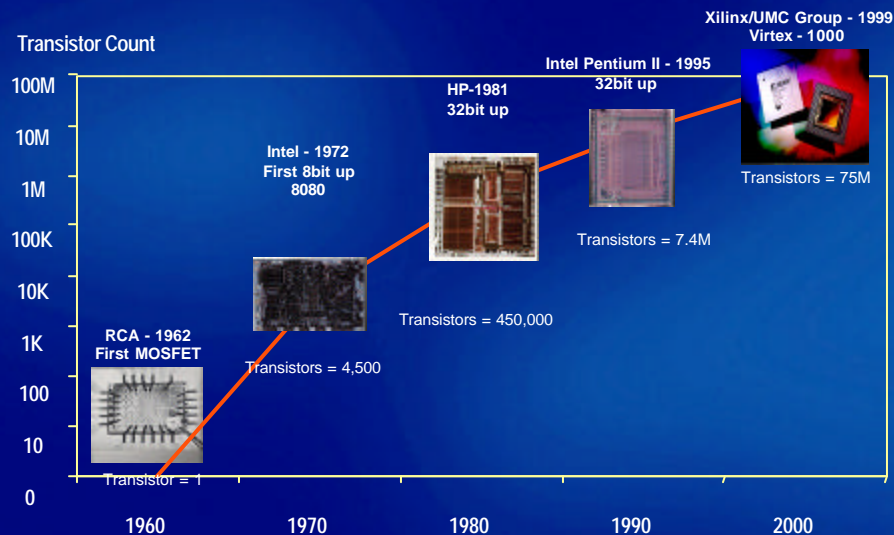 Xilinx/UMC Group - 1999
Virtex - 1000
Transistor Count
Intel Pentium II - 1995
32bit up
HP-1981
32bit up
Intel - 1972
First 8bit up
8080
RCA - 1962
First MOSFET
100M
10M
1M
100K
10K
1K
100
10
0
Transistors = 75M
Transistors = 7.4M
Transistors = 450,000
Transistors = 4,500
Transistor = 1
1960
1970
1980
1990
2000